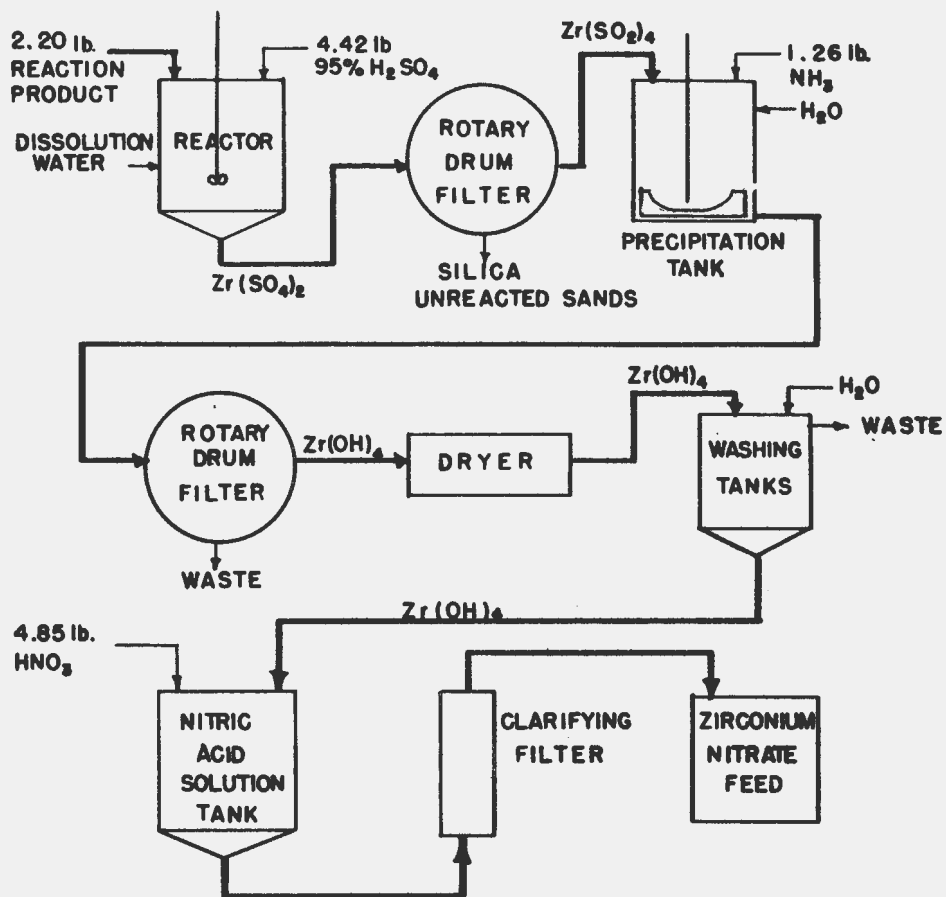 2.20 lb.
REACTION
PRODUCT
4.42 lb
95% H₂SO₄
DISSOLUTION
WATER
REACTOR
Zr(SO₄)₂
ROTARY
DRUM
FILTER
SILICA
UNREACTED SANDS
Zr(SO₂)₄
1.26 lb.
NH₃
H₂O
PRECIPITATION
TANK
ROTARY
DRUM
FILTER
WASTE
Zr(OH)₄
DRYER
Zr(OH)₄
H₂O
WASTE
WASHING
TANKS
Zr(OH)₄
4.85 lb.
HNO₃
NITRIC
ACID
SOLUTION
TANK
CLARIFYING
FILTER
ZIRCONIUM
NITRATE
FEED